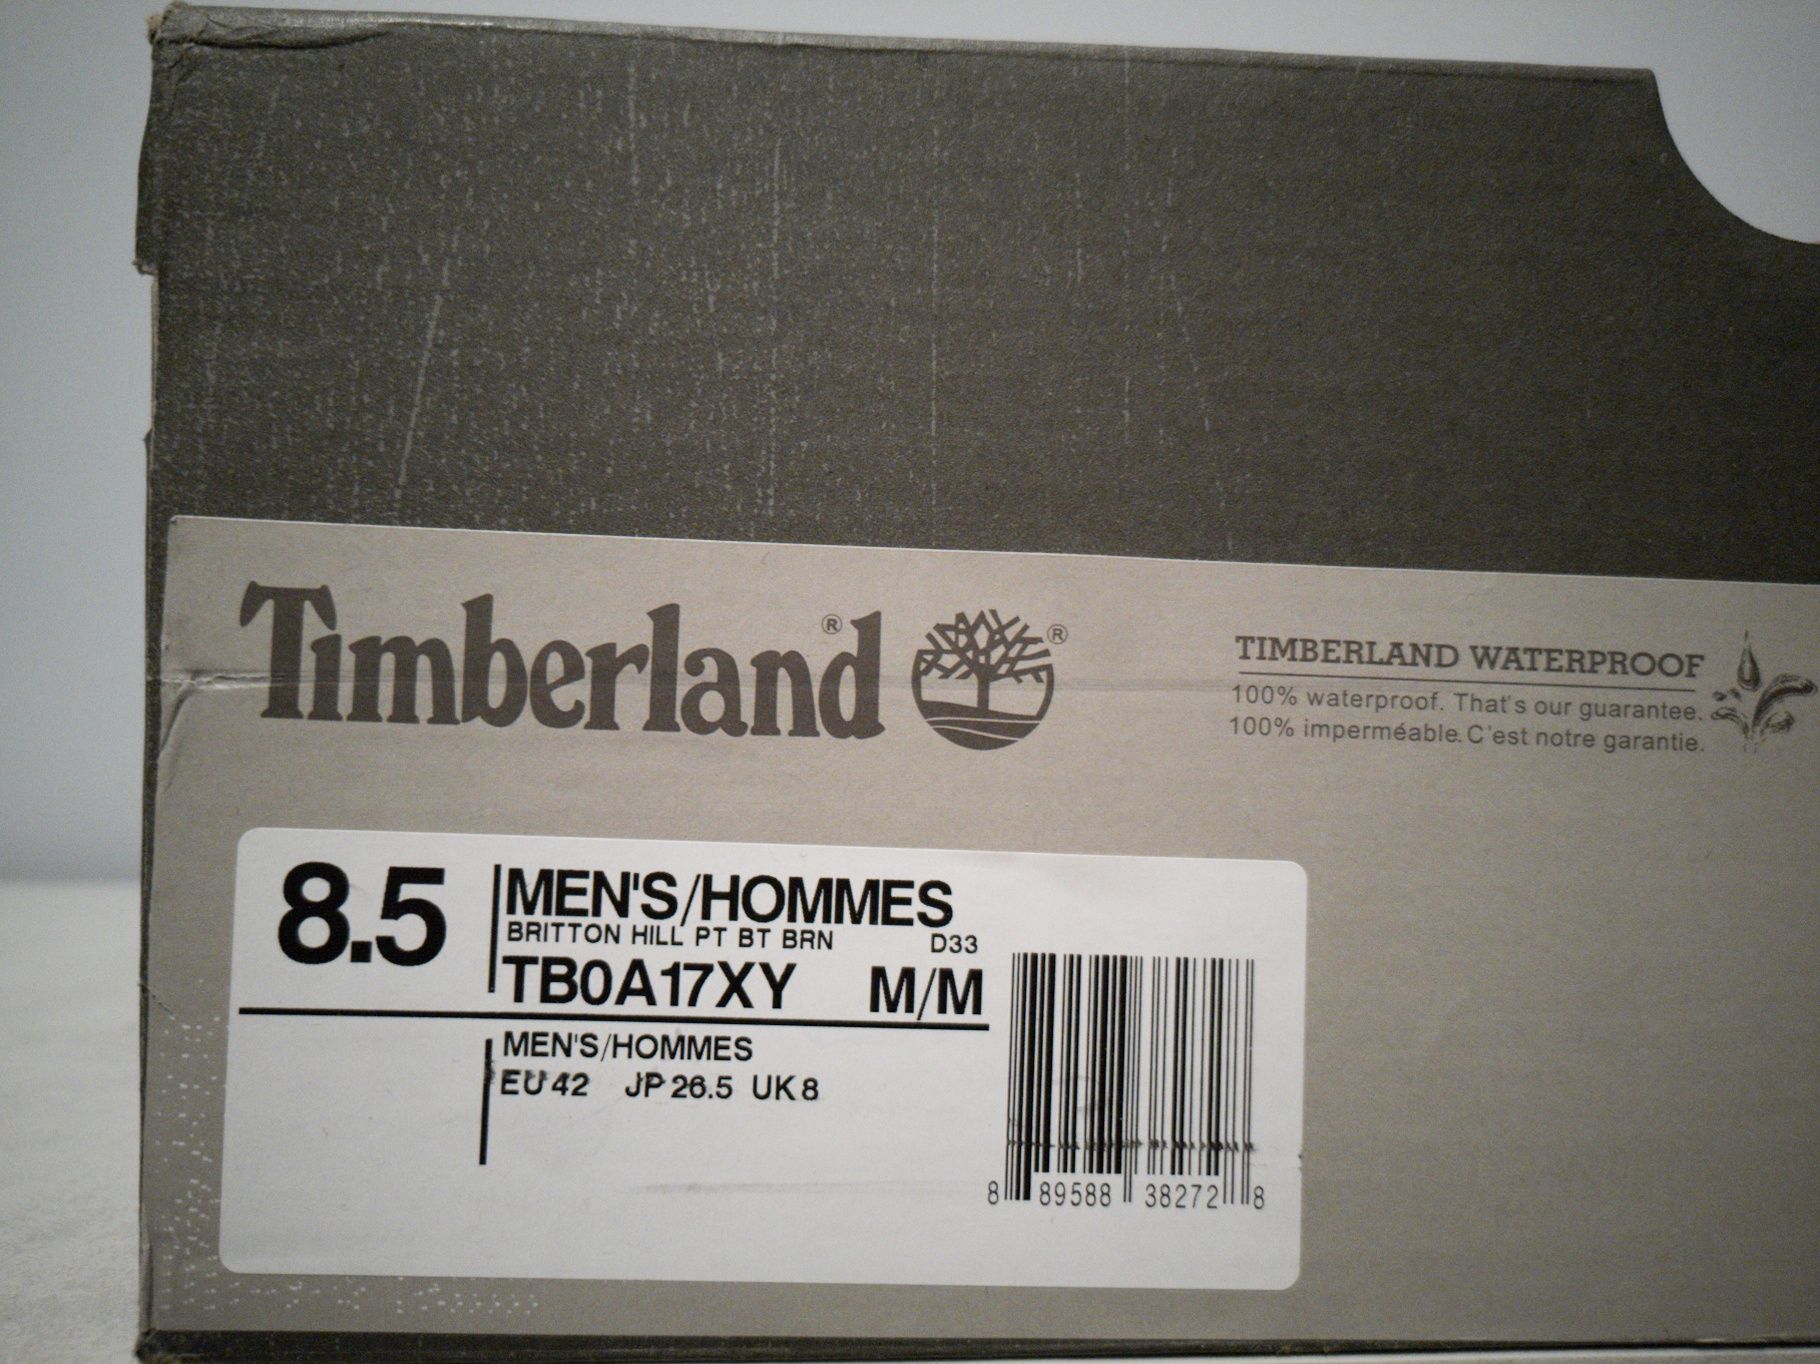 Timberland®
®
TIMBERLAND WATERPROOF
100% waterproof. That's our guarantee.
100% imperméable. C'est notre garantie.
8.5
MEN'S/HOMMES
BRITTON HILL PT BT BRN D33
TB0A17XY M/M
MEN'S/HOMMES
EU 42 JP 26.5 UK 8
8 89588 38272 8